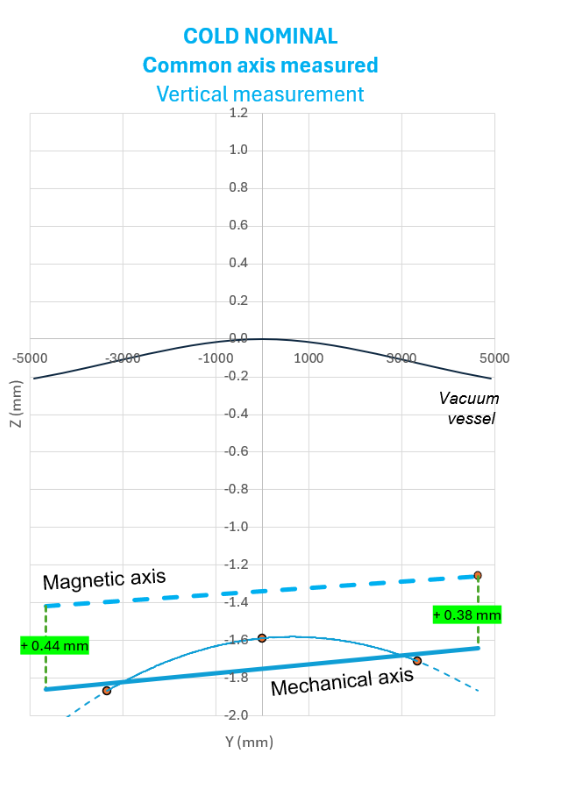 COLD NOMINAL
Common axis measured
Vertical measurement
1.2
1.0
0.8
0.6
0.4
0.2
0.0
-5000 -3000 -1000 1000 3000 5000
-0.2
Vacuum
vessel
Z (mm)
-0.4
-0.6
-0.8
-1.0
-1.2
Magnetic axis
-1.4
+ 0.38 mm
-1.6
+ 0.44 mm
-1.8
Mechanical axis
-2.0
Y (mm)